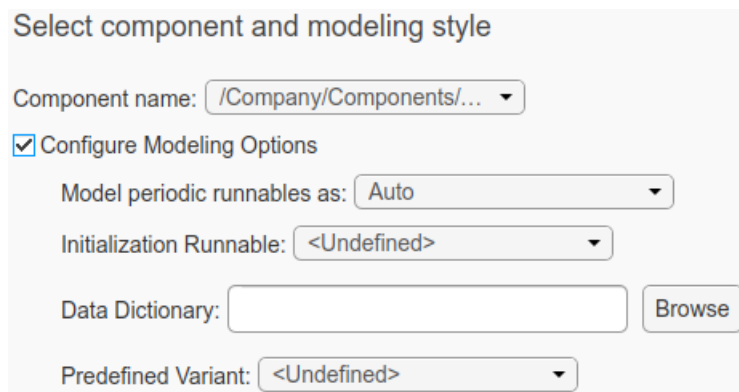 Select component and modeling style
Component name: /Company/Components/...
Configure Modeling Options
Model periodic runnables as: Auto
Initialization Runnable: <Undefined>
Data Dictionary: Browse
Predefined Variant: <Undefined>